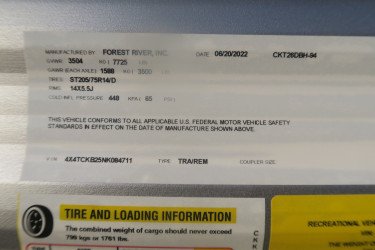 MANUFACTURED BY FOREST RIVER, INC. DATE 06/20/2022 CKT26DBH-94
GVWR 3504 KG | 7725 LBS
GAWR (EACH AXLE) 1588 KG | 3500 LBS
TIRES ST205/75R14/D
RIMS 14X5.5J
COLD INFL PRESSURE 448 KPA | 65 PSI
THIS VEHICLE CONFORMS TO ALL APPLICABLE U.S. FEDERAL MOTOR VEHICLE SAFETY
STANDARDS IN EFFECT ON THE DATE OF MANUFACTURE SHOWN ABOVE.
V I N 4X4TCKB25NK084711 TYPE TRA/REM COUPLER SIZE
TIRE AND LOADING INFORMATION
The combined weight of cargo should never exceed
799 kgs or 1761 lbs.
RECREATIONAL